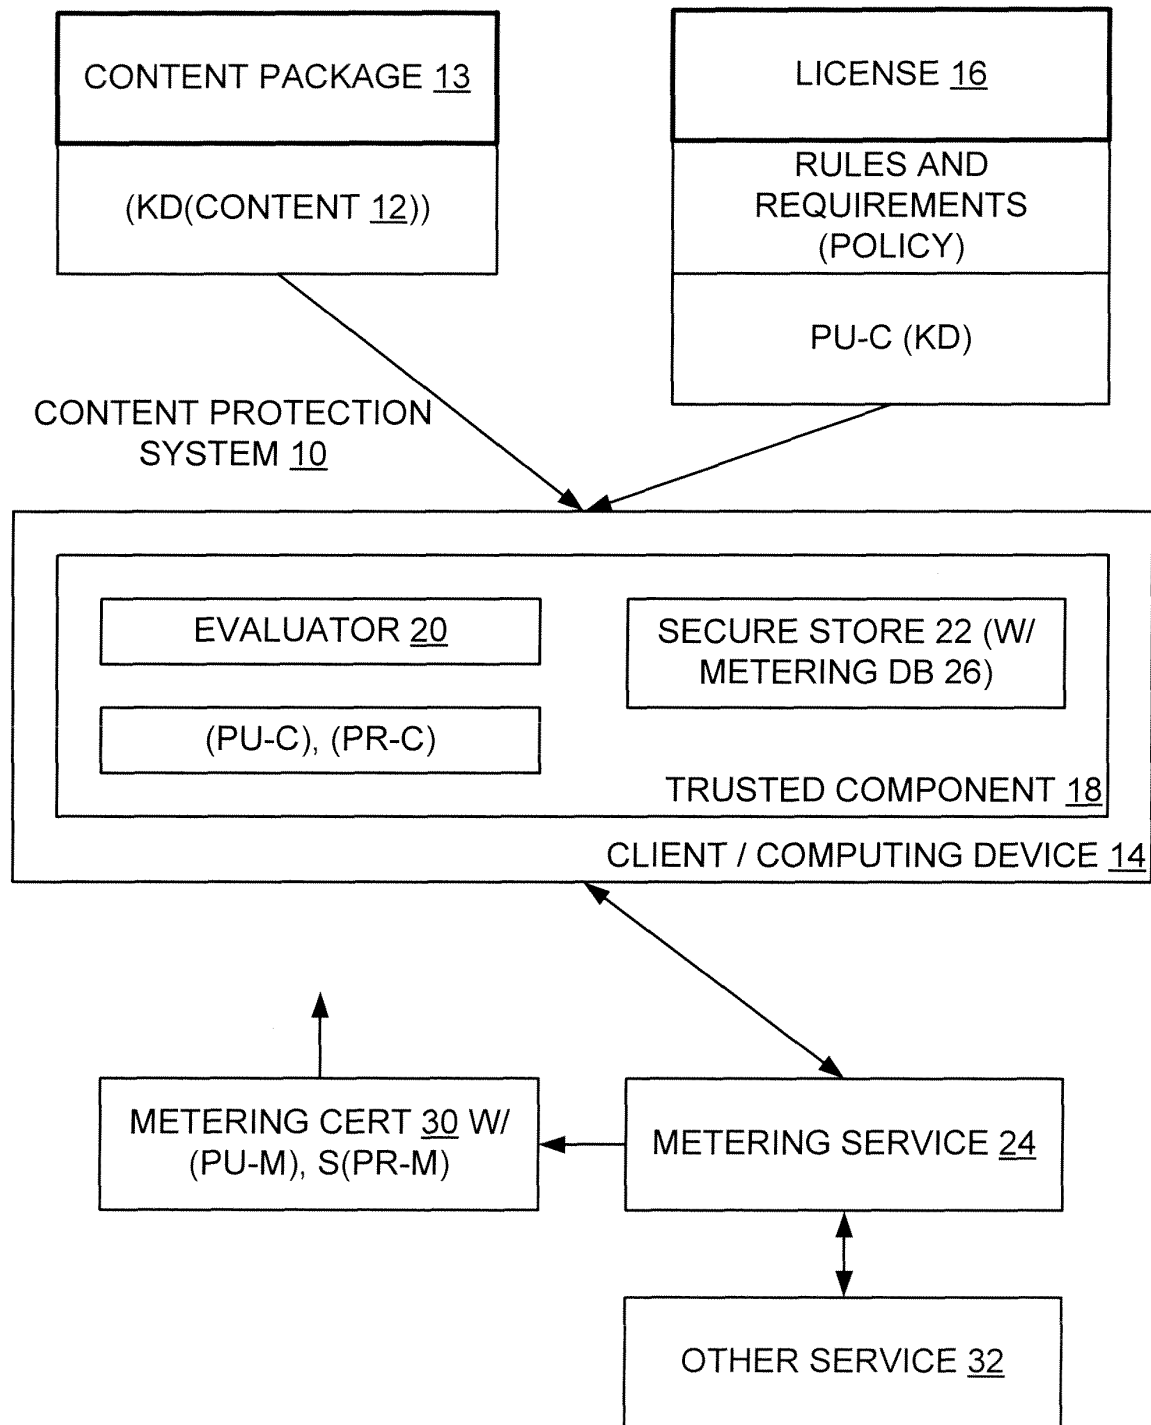 CONTENT PACKAGE 13
(KD(CONTENT 12))
LICENSE 16
RULES AND
REQUIREMENTS
(POLICY)
PU-C (KD)
CONTENT PROTECTION
SYSTEM 10
EVALUATOR 20
(PU-C), (PR-C)
SECURE STORE 22 (W/
METERING DB 26)
TRUSTED COMPONENT 18
CLIENT / COMPUTING DEVICE 14
METERING CERT 30 W/
(PU-M), S(PR-M)
METERING SERVICE 24
OTHER SERVICE 32